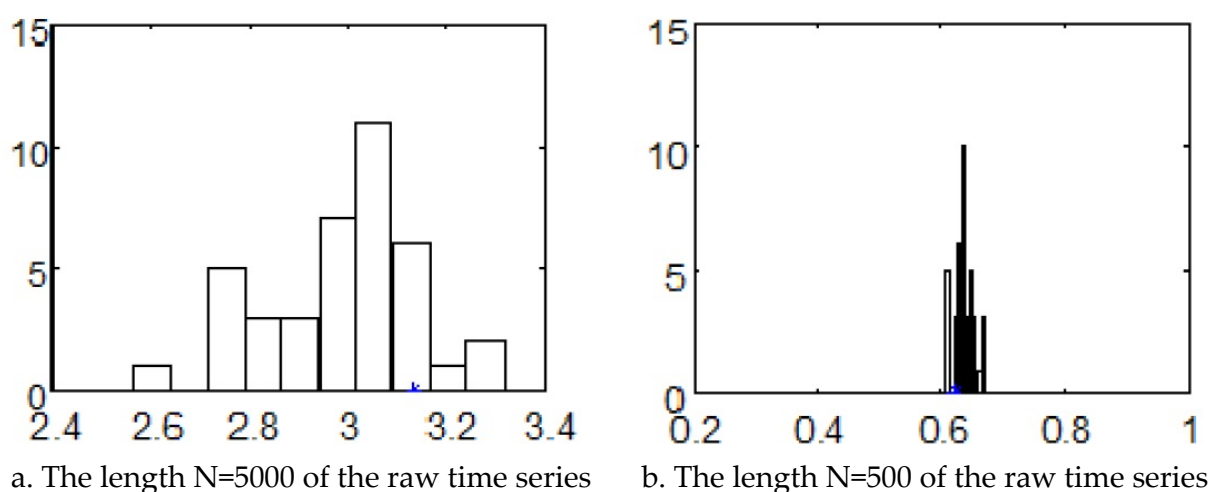 15
10
5
0
2.4 2.6 2.8 3 3.2 3.4
a. The length N=5000 of the raw time series
15
10
5
0
0.2 0.4 0.6 0.8 1
b. The length N=500 of the raw time series